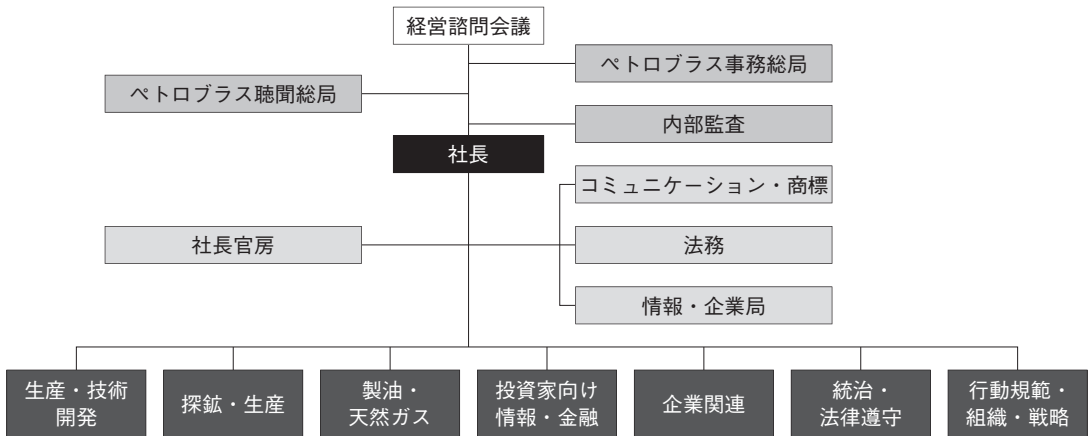 経営諮問会議
ペトロブラス事務総局
ペトロブラス聴聞総局
内部監査
社長
コミュニケーション・商標
社長官房
法務
情報・企業局
生産・技術
開発
探鉱・生産
製油・
天然ガス
投資家向け
情報・金融
企業関連
統治・
法律遵守
行動規範・
組織・戦略